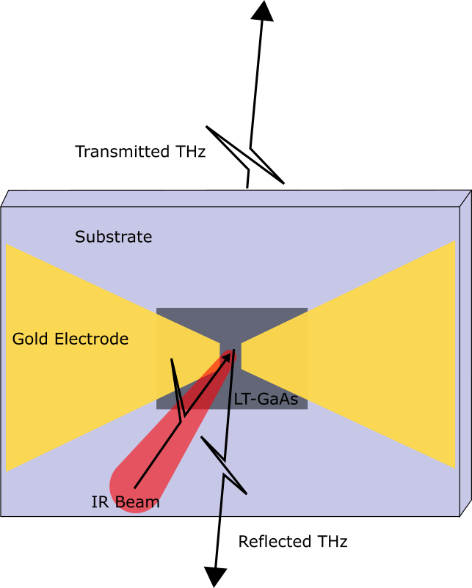 Transmitted THz
Substrate
Gold Electrode
LT-GaAs
IR Beam
Reflected THz